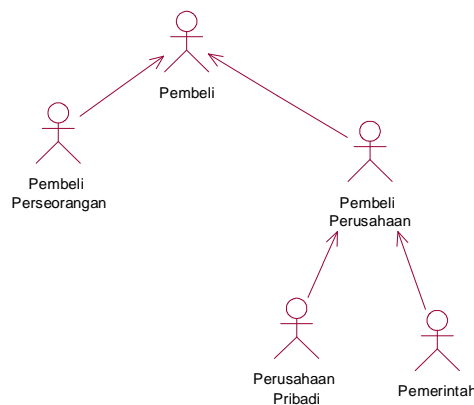 Pembeli
Pembeli
Perseorangan
Pembeli
Perusahaan
Perusahaan
Pribadi
Pemerintah